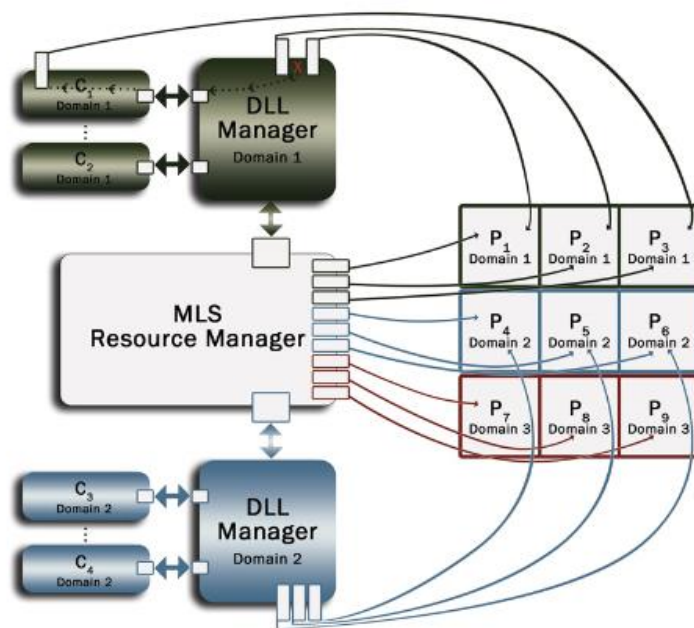 C1
Domain 1
C2
Domain 1
X
DLL
Manager
Domain 1
MLS
Resource Manager
P1
Domain 1
P2
Domain 1
P3
Domain 1
P4
Domain 2
P5
Domain 2
P6
Domain 2
P7
Domain 3
P8
Domain 3
P9
Domain 3
C3
Domain 2
C4
Domain 2
DLL
Manager
Domain 2